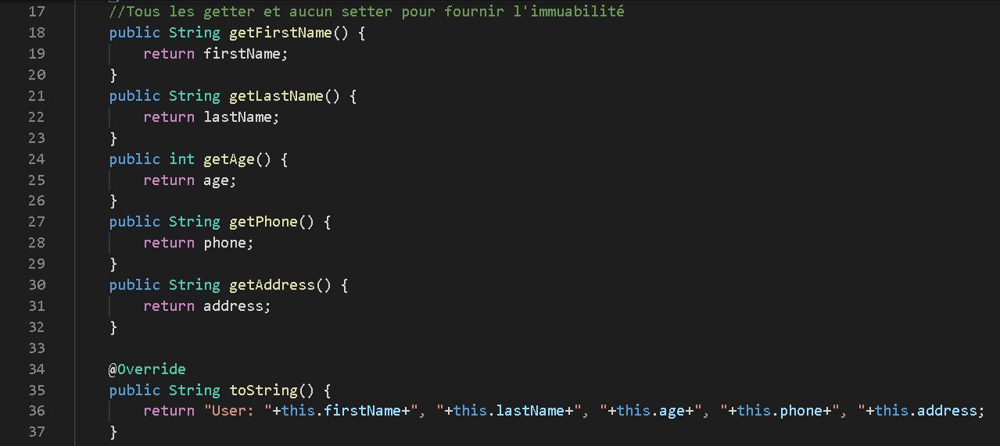 17 //Tous les getter et aucun setter pour fournir l'immuabilité
18 public String getFirstName() {
19 return firstName;
20 }
21 public String getLastName() {
22 return lastName;
23 }
24 public int getAge() {
25 return age;
26 }
27 public String getPhone() {
28 return phone;
29 }
30 public String getAddress() {
31 return address;
32 }
33
34 @Override
35 public String toString() {
36 return "User: "+this.firstName+", "+this.lastName+", "+this.age+", "+this.phone+", "+this.address;
37 }